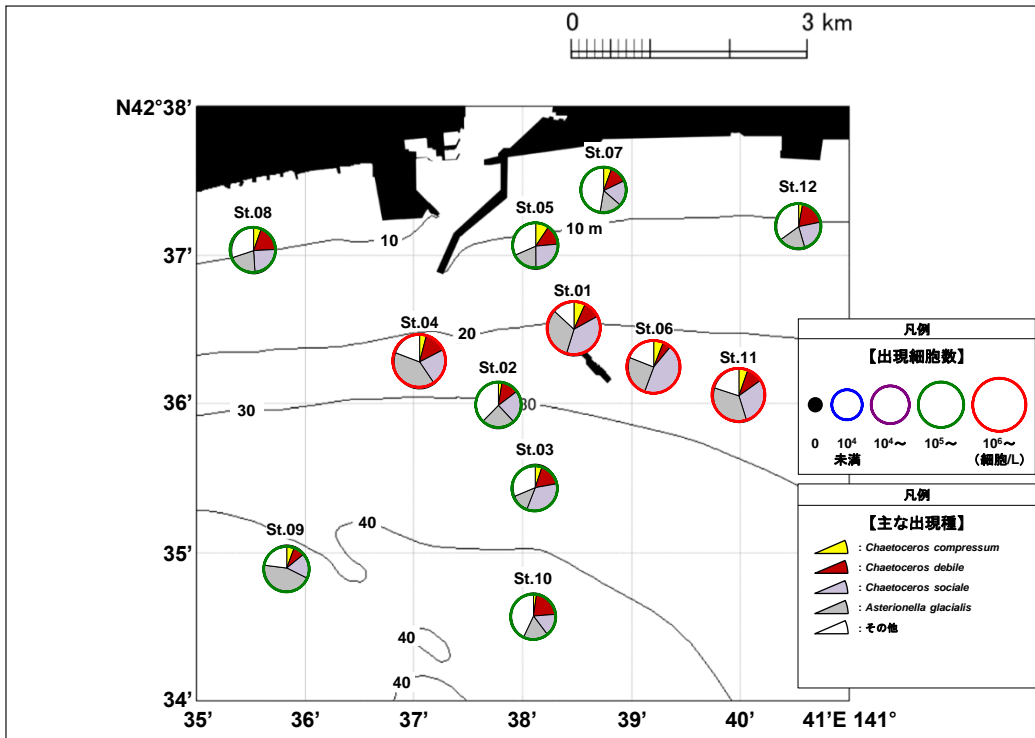 0 3 km
N42°38’
St.07
St.12
St.08
St.05
10 m
10
37’
St.01
St.04
20
St.06
St.11
St.02
36’
30
30
凡例
【出現細胞数】
0 10⁴ 10⁴～ 10⁵～ 10⁶～
未満 (細胞/L)
St.03
凡例
【主な出現種】
: Chaetoceros compressum
: Chaetoceros debile
: Chaetoceros sociale
: Asterionella glacialis
: その他
40
St.09
35’
St.10
40
40
34’
35’ 36’ 37’ 38’ 39’ 40’ 41’E 141°